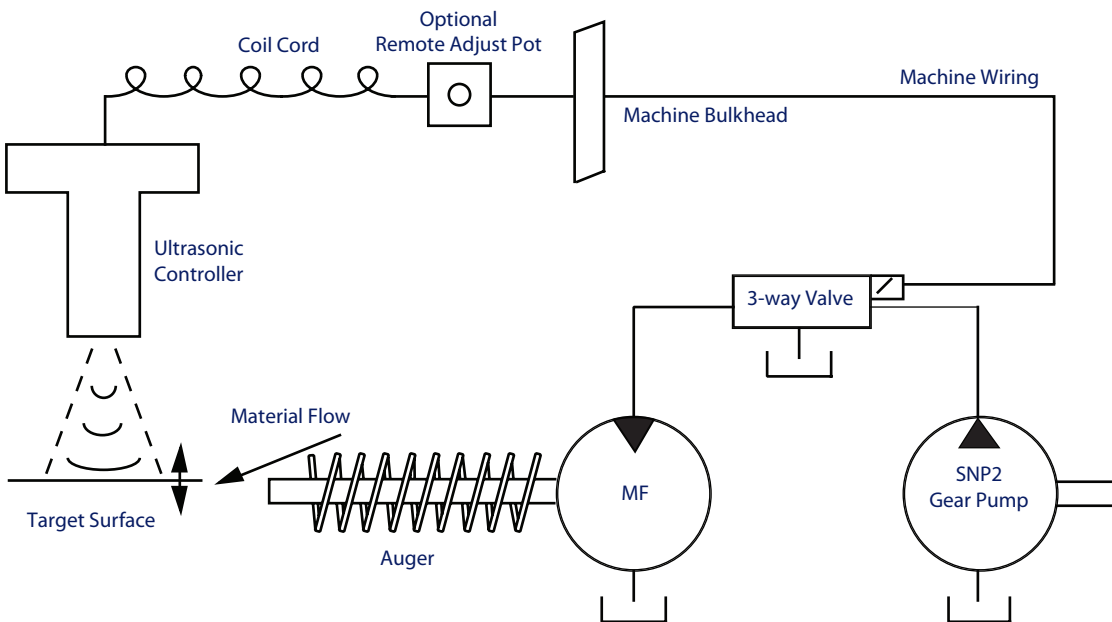 Optional
Remote Adjust Pot
Coil Cord
Machine Wiring
Machine Bulkhead
Ultrasonic
Controller
3-way Valve
Material Flow
SNP2
Gear Pump
MF
Target Surface
Auger